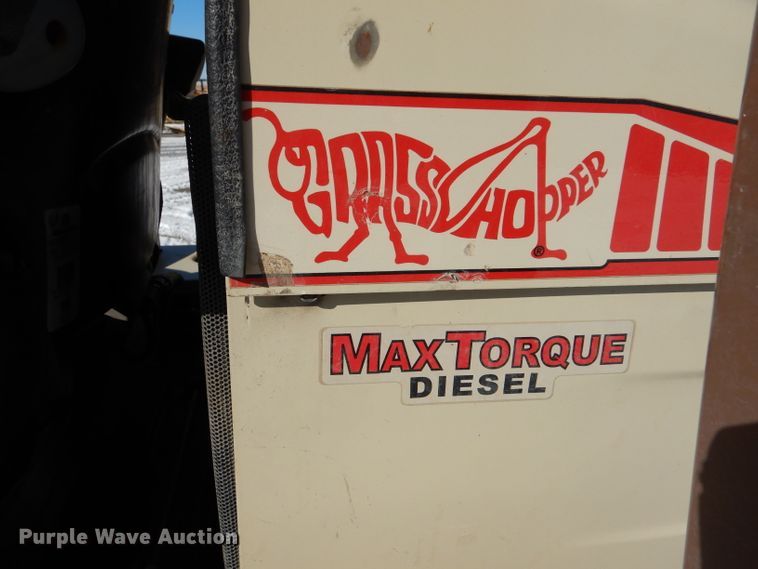 GRASSHOPPER
®
MAXTORQUE
DIESEL
Purple Wave Auction